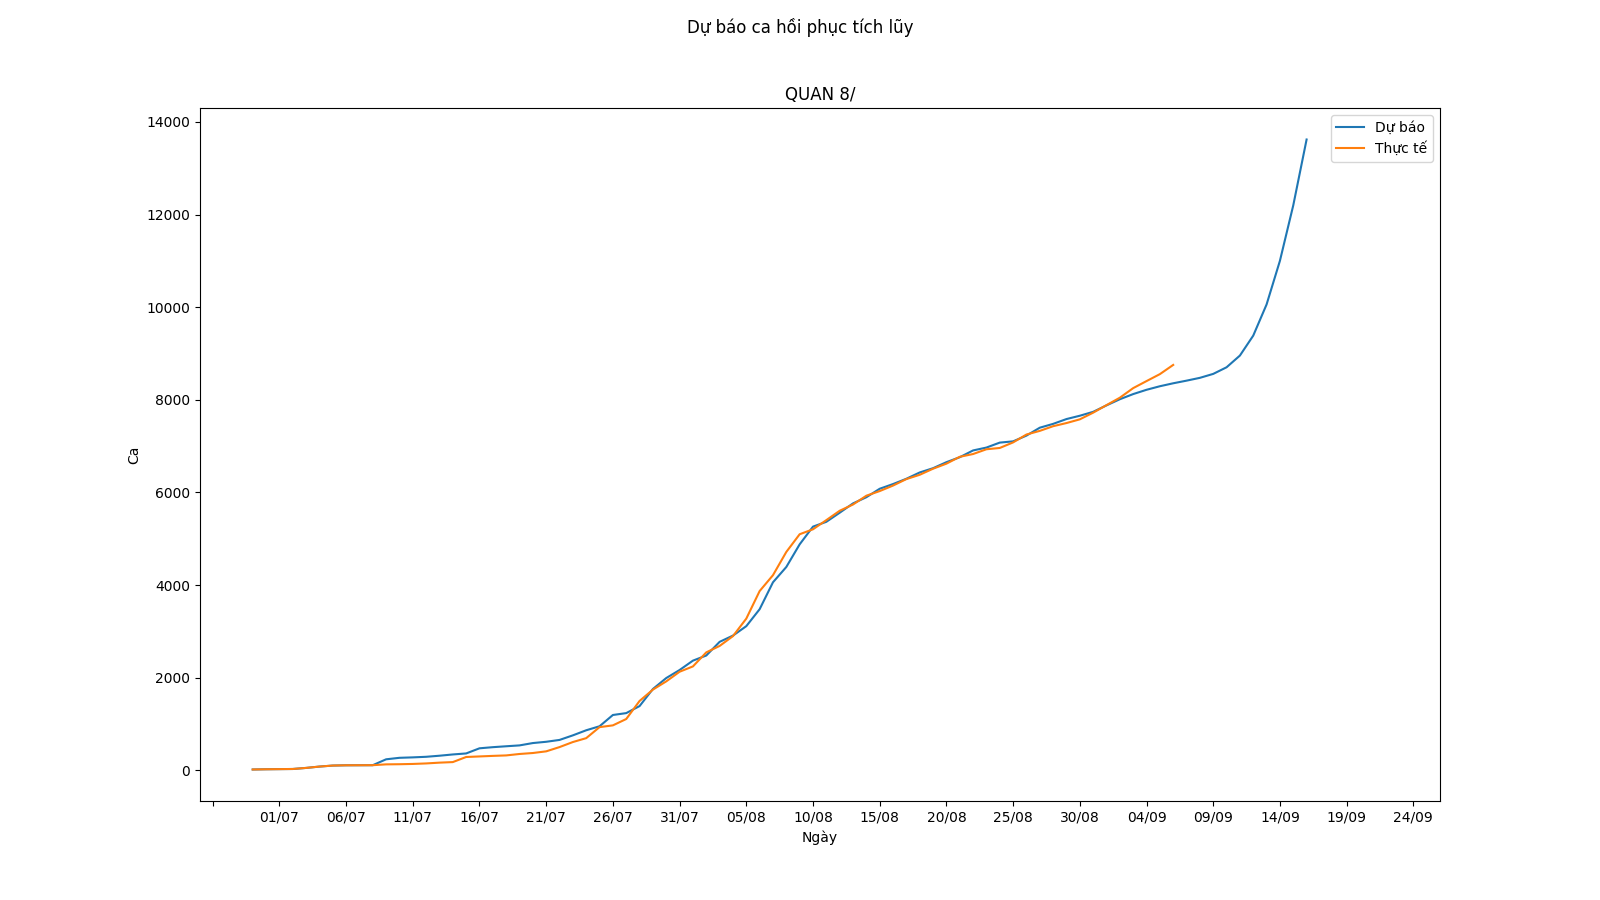 Dự báo ca hồi phục tích lũy
QUAN 8/
Dự báo
Thực tế
14000
12000
10000
8000
6000
4000
2000
0
Ca
01/07 06/07 11/07 16/07 21/07 26/07 31/07 05/08 10/08 15/08 20/08 25/08 30/08 04/09 09/09 14/09 19/09 24/09
Ngày